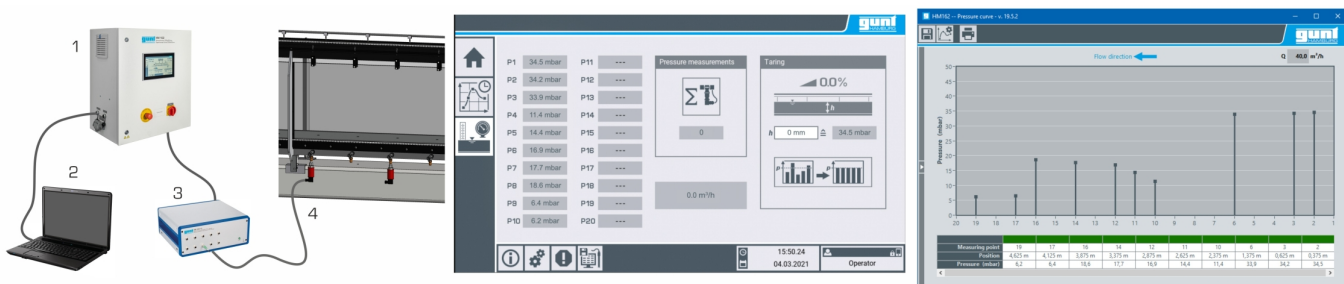 1
2
3
4
gunt
HAMBURG
P1 34.5 mbar P11 ---
P2 34.2 mbar P12 ---
P3 33.9 mbar P13 ---
P4 11.4 mbar P14 ---
P5 14.4 mbar P15 ---
P6 16.9 mbar P16 ---
P7 17.7 mbar P17 ---
P8 18.6 mbar P18 ---
P9 6.4 mbar P19 ---
P10 6.2 mbar P20 ---
Pressure measurements
Σ
0
0.0 m³/h
Taring
0.0%
h
h 0 mm ≙ 34.5 mbar
P P
15:50.24
04.03.2021
Operator
HM162 -- Pressure curve - v. 19.5.2
gunt
HAMBURG
Flow direction
Q 40,0 m³/h
Pressure (mbar)
50
45
40
35
30
25
20
15
10
5
0
20 19 18 17 16 15 14 13 12 11 10 9 8 7 6 5 4 3 2
Measuring point 19 17 16 14 12 11 10 6 3 2
Position 4,625 m 4,125 m 3,875 m 3,375 m 2,875 m 2,625 m 2,375 m 1,375 m 0,625 m 0,375 m
Pressure (mbar) 6,2 6,4 18,6 17,7 16,9 14,4 11,4 33,9 34,2 34,5